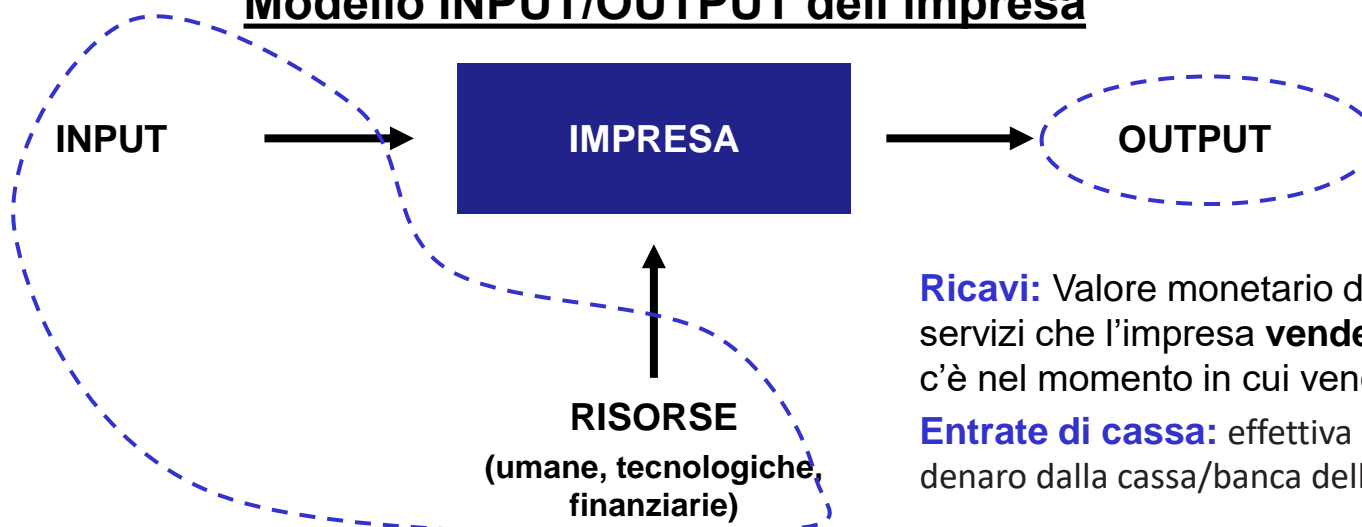 Modello INPUT/OUTPUT dell'impresa
INPUT
IMPRESA
OUTPUT
Ricavi: Valore monetario
servizi che l’impresa vende
c’è nel momento in cui
Entrate di cassa: effettiva
denaro dalla cassa/banca
RISORSE
(umane, tecnologiche,
finanziarie)